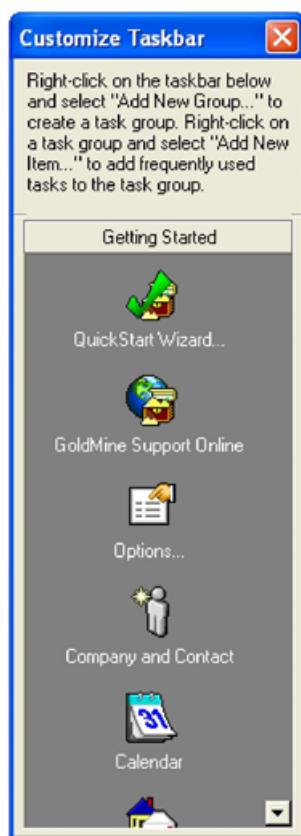 Customize Taskbar
Right-click on the taskbar below
and select "Add New Group..." to
create a task group. Right-click on
a task group and select "Add New
Item..." to add frequently used
tasks to the task group.
Getting Started
QuickStart Wizard...
GoldMine Support Online
Options...
Company and Contact
31
Calendar